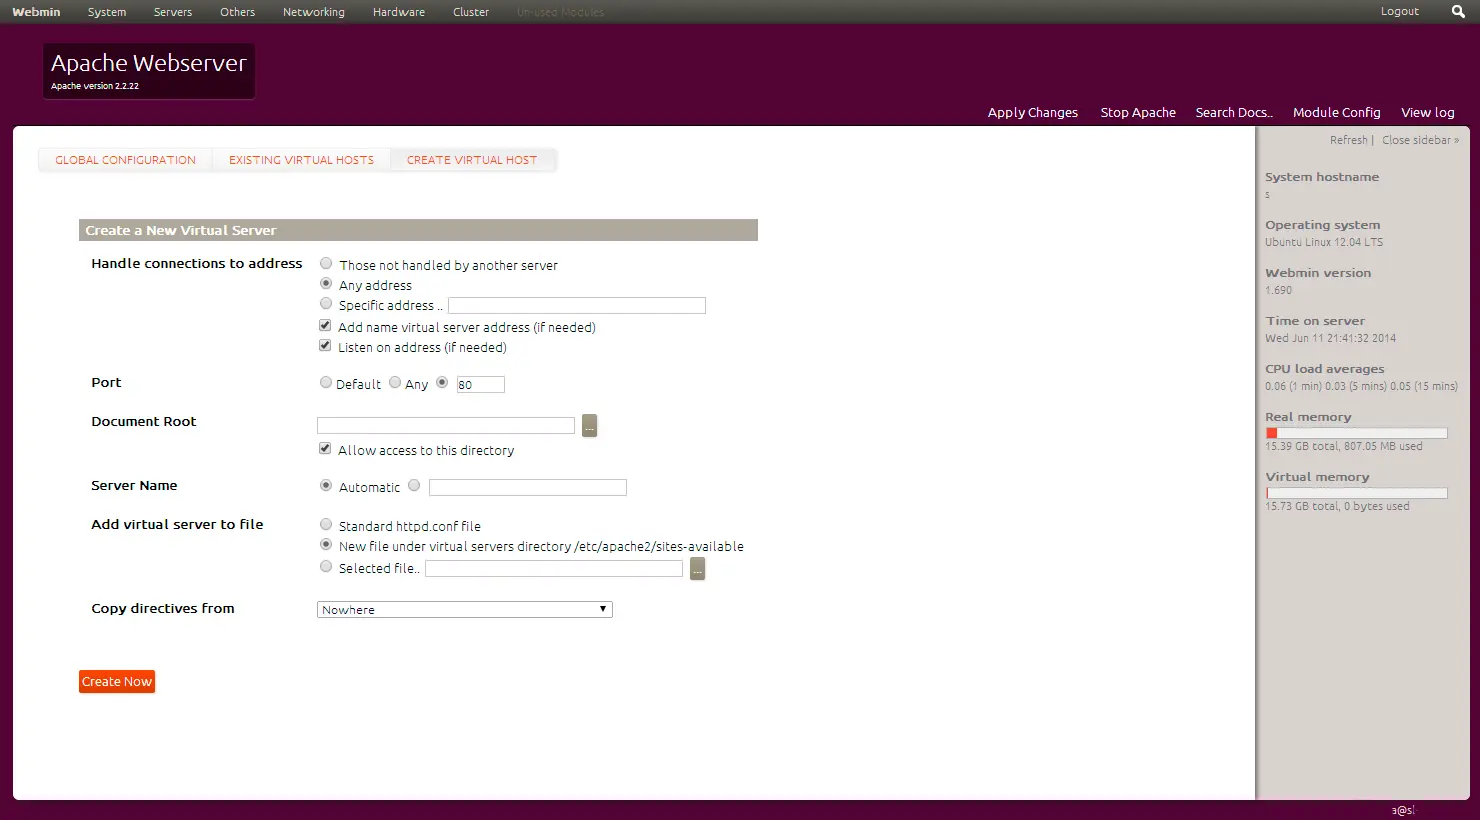 Webmin System Servers Others Networking Hardware Cluster Un-used Modules Logout
Apache Webserver
Apache version 2.2.22
Apply Changes Stop Apache Search Docs.. Module Config View log
Refresh | Close sidebar »
GLOBAL CONFIGURATION EXISTING VIRTUAL HOSTS CREATE VIRTUAL HOST
Create a New Virtual Server
Handle connections to address Those not handled by another server
Any address
Specific address ..
Add name virtual server address (if needed)
Listen on address (if needed)
Port Default Any 80
Document Root ...
Allow access to this directory
Server Name Automatic
Add virtual server to file Standard httpd.conf file
New file under virtual servers directory /etc/apache2/sites-available
Selected file.. ...
Copy directives from Nowhere
Create Now
System hostname
s
Operating system
Ubuntu Linux 12.04 LTS
Webmin version
1.690
Time on server
Wed Jun 11 21:41:32 2014
CPU load averages
0.06 (1 min) 0.03 (5 mins) 0.05 (15 mins)
Real memory
15.39 GB total, 807.05 MB used
Virtual memory
15.73 GB total, 0 bytes used